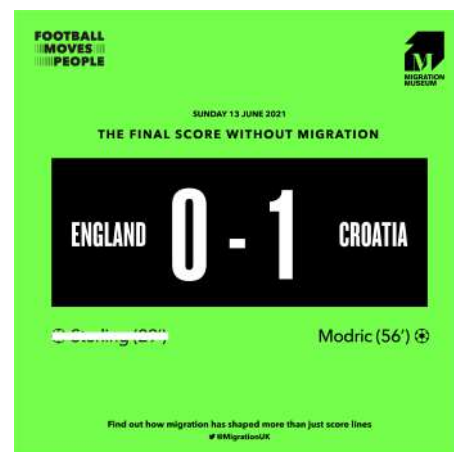 FOOTBALL
MOVES
PEOPLE
M
MIGRATION
MUSEUM
SUNDAY 13 JUNE 2021
THE FINAL SCORE WITHOUT MIGRATION
ENGLAND 0 - 1 CROATIA
Modric (56')
Find out how migration has shaped more than just score lines
@MigrationUK